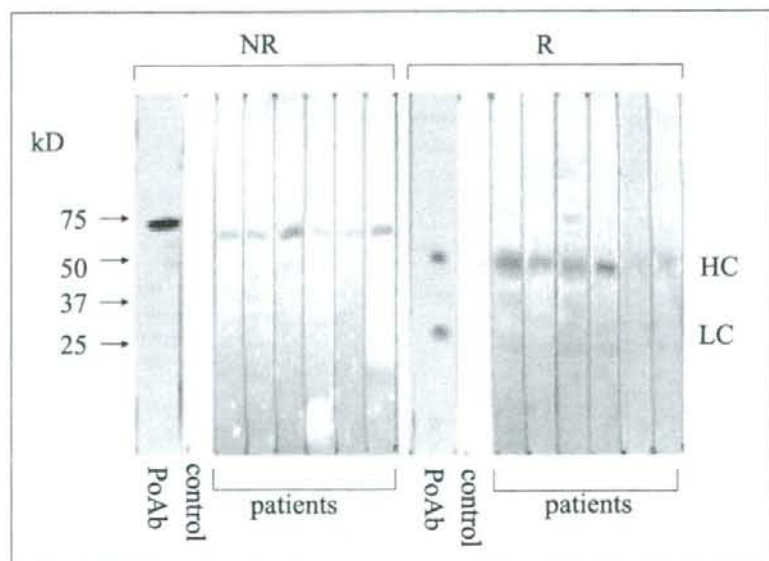 NR R
kD
75
50
37
25
HC
LC
PoAb control patients PoAb control patients